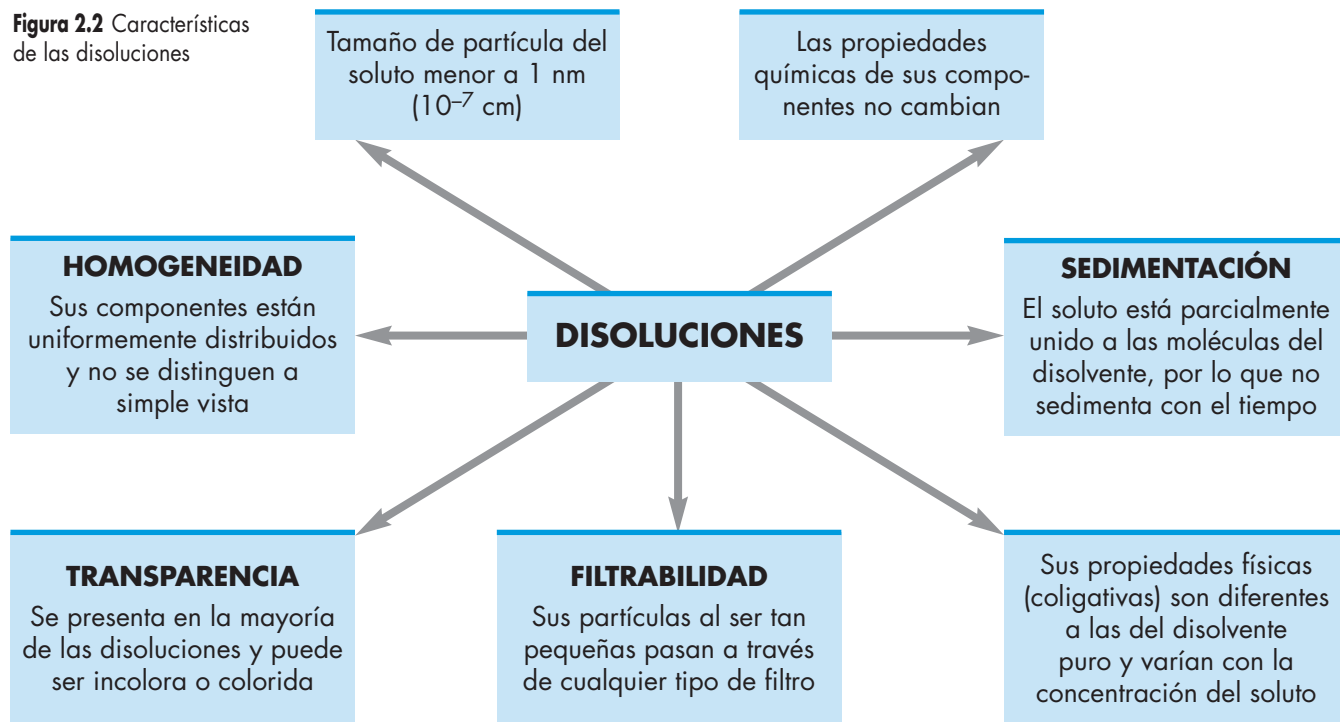 Figura 2.2 Características
de las disoluciones
Tamaño de partícula del
soluto menor a 1 nm
(10⁻⁷ cm)
Las propiedades
químicas de sus compo-
nentes no cambian
HOMOGENEIDAD
Sus componentes están
uniformemente distribuidos
y no se distinguen a
simple vista
DISOLUCIONES
SEDIMENTACIÓN
El soluto está parcialmente
unido a las moléculas del
disolvente, por lo que no
sedimenta con el tiempo
TRANSPARENCIA
Se presenta en la mayoría
de las disoluciones y puede
ser incolora o colorida
FILTRABILIDAD
Sus partículas al ser tan
pequeñas pasan a través
de cualquier tipo de filtro
Sus propiedades físicas
(coligativas) son diferentes
a las del disolvente
puro y varían con la
concentración del soluto